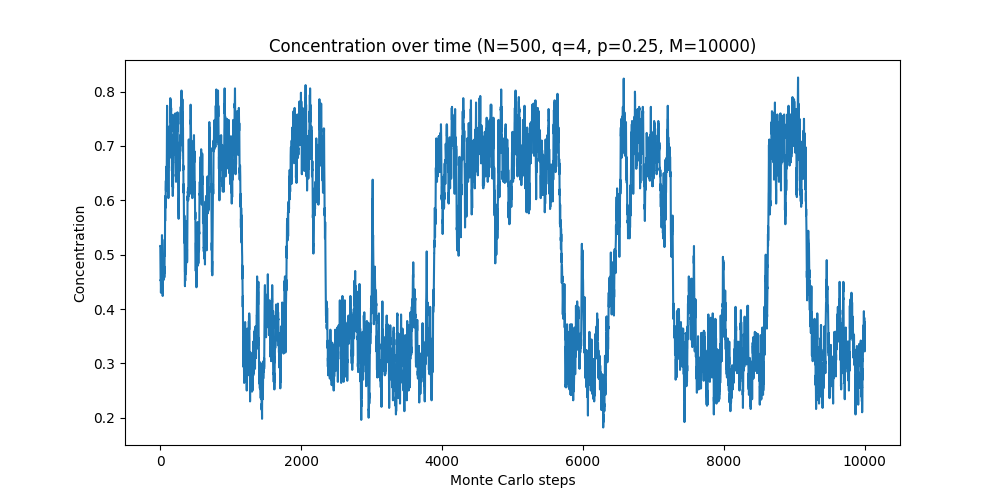 Concentration over time (N=500, q=4, p=0.25, M=10000)
0.8
0.7
0.6
0.5
0.4
0.3
0.2
Concentration
0 2000 4000 6000 8000 10000
Monte Carlo steps